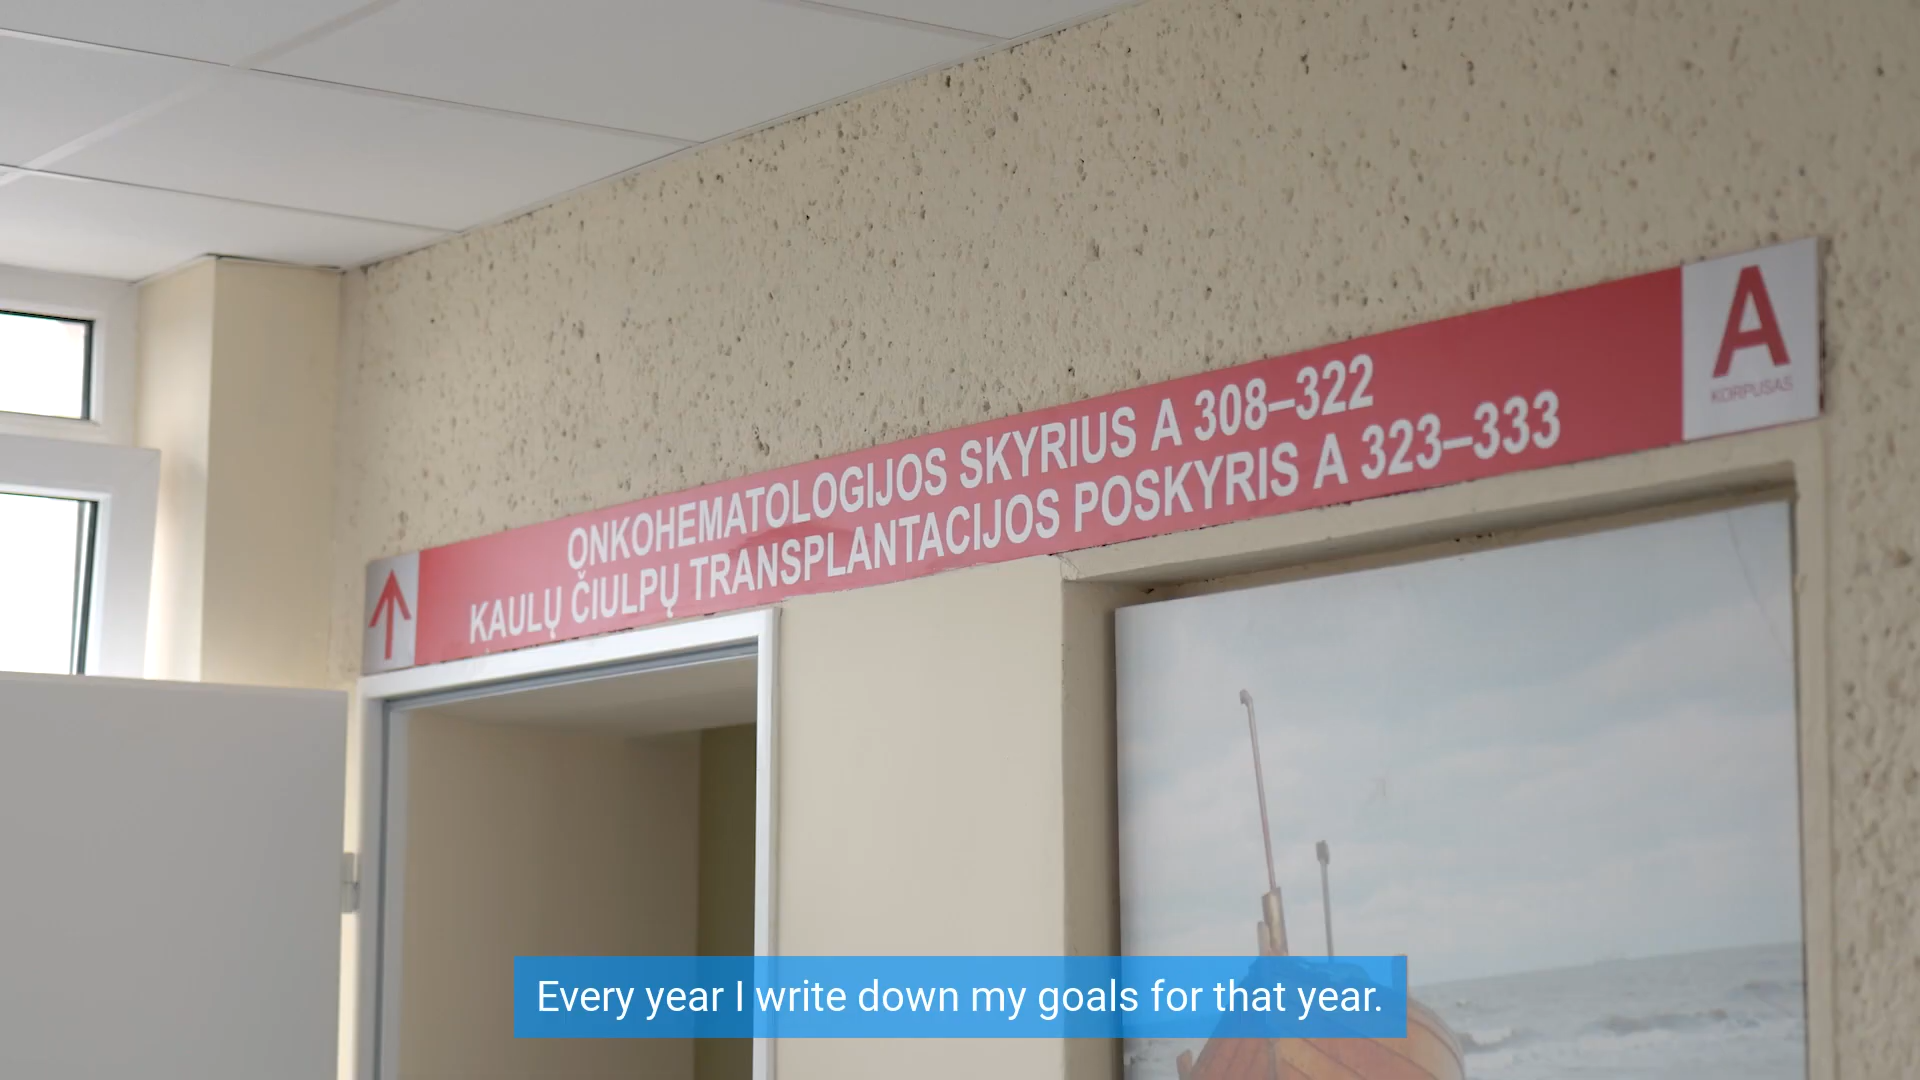 ONKOHEMATOLOGIJOS SKYRIUS A 308–322
KAULŲ ČIULPŲ TRANSPLANTACIJOS POSKYRIS A 323–333
A
KORPUSAS
Every year I write down my goals for that year.